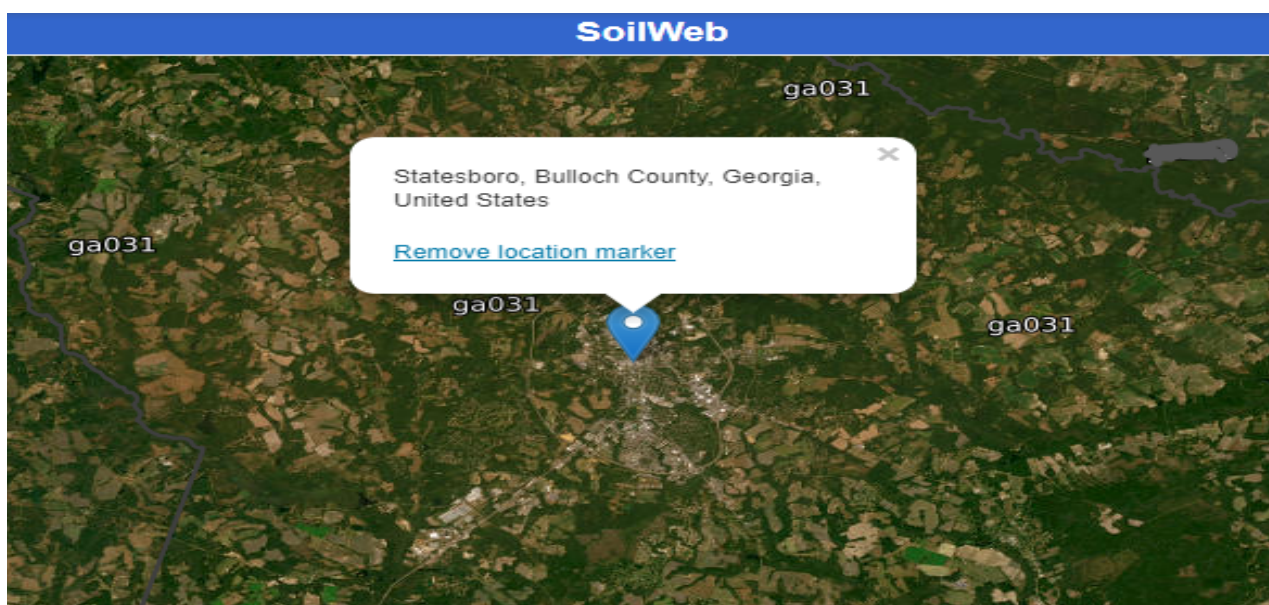 SoilWeb
ga031
Statesboro, Bulloch County, Georgia,
United States
Remove location marker
ga031
ga031
ga031